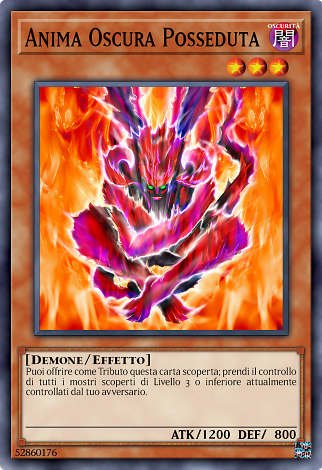 Anima Oscura Posseduta
OSCURITÀ
闇
[Demone/Effetto]
Puoi offrire come Tributo questa carta scoperta; prendi il controllo
di tutti i mostri scoperti di Livello 3 o inferiore attualmente
controllati dal tuo avversario.
ATK/1200 DEF/ 800
52860176